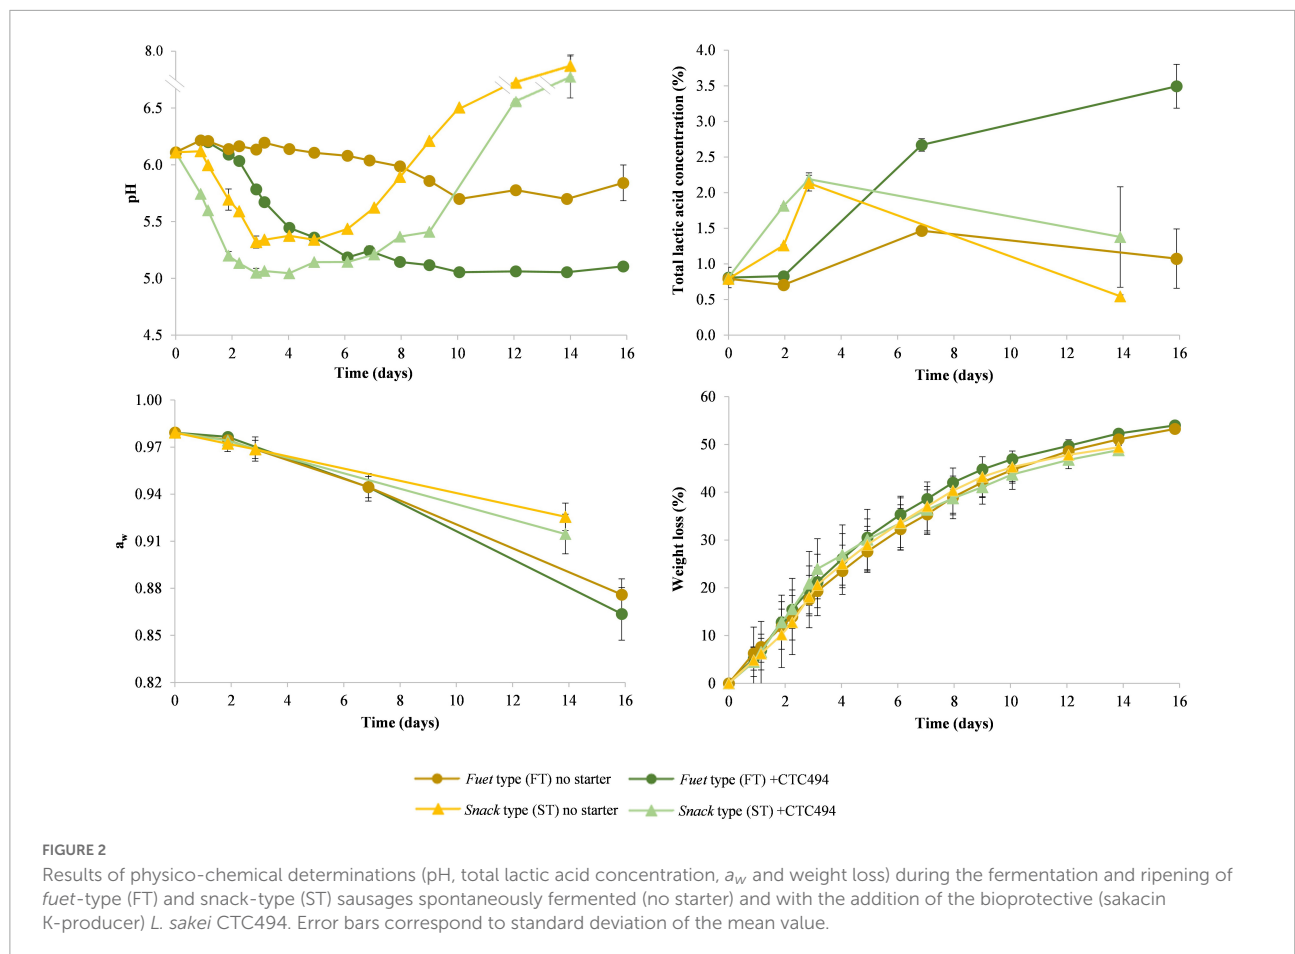 8.0
6.5
6.0
5.5
5.0
4.5
pH
0 2 4 6 8 10 12 14 16
Time (days)
4.0
3.5
3.0
2.5
2.0
1.5
1.0
0.5
0.0
Total lactic acid concentration (%)
0 2 4 6 8 10 12 14 16
Time (days)
1.00
0.97
0.94
0.91
0.88
0.85
0.82
aw
0 2 4 6 8 10 12 14 16
Time (days)
60
50
40
30
20
10
0
Weight loss (%)
0 2 4 6 8 10 12 14 16
Time (days)
Fuet type (FT) no starter
Fuet type (FT) +CTC494
Snack type (ST) no starter
Snack type (ST) +CTC494
FIGURE 2
Results of physico-chemical determinations (pH, total lactic acid concentration, aw and weight loss) during the fermentation and ripening of
fuet-type (FT) and snack-type (ST) sausages spontaneously fermented (no starter) and with the addition of the bioprotective (sakacin
K-producer) L. sakei CTC494. Error bars correspond to standard deviation of the mean value.